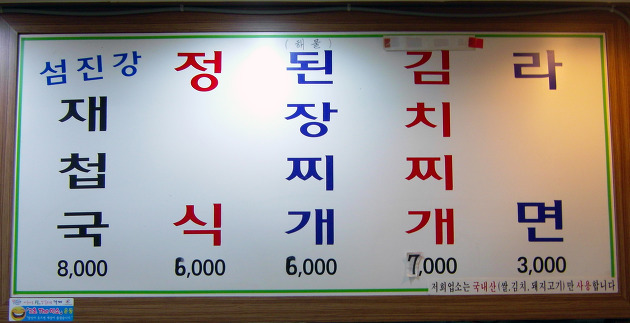 섬진강
재첩국
8,000
정식
6,000
(해물)
된장찌개
6,000
김치찌개
7,000
라면
3,000
저희업소는 국내산(쌀,김치,돼지고기)만 사용합니다